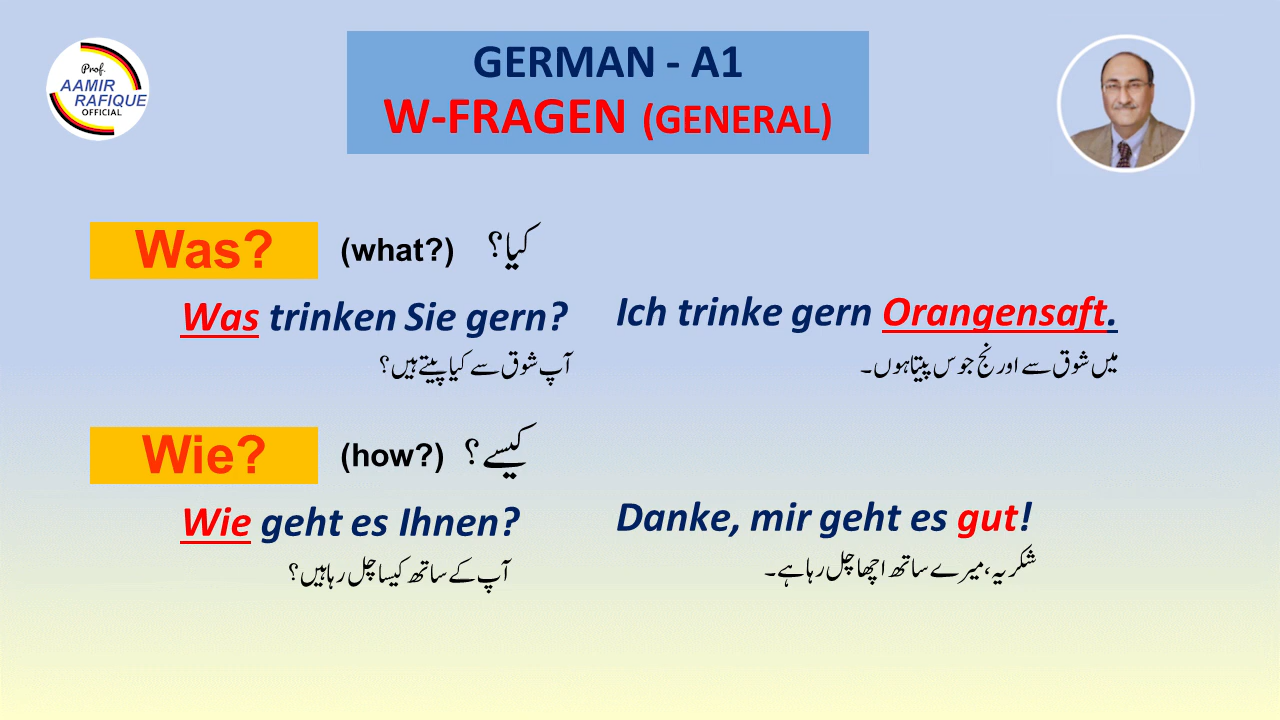 Prof.
AAMIR
RAFIQUE
OFFICIAL
GERMAN - A1
W-FRAGEN (GENERAL)
Was? (what?) کیا؟
Was trinken Sie gern? Ich trinke gern Orangensaft.
آپ شوق سے کیا پیتے ہیں؟ میں شوق سے اورنج جوس پیتا ہوں۔
Wie? (how?) کیسے؟
Wie geht es Ihnen? Danke, mir geht es gut!
آپ کے ساتھ کیسا چل رہا ہیں؟ شکریہ، میرے ساتھ اچھا چل رہا ہے۔